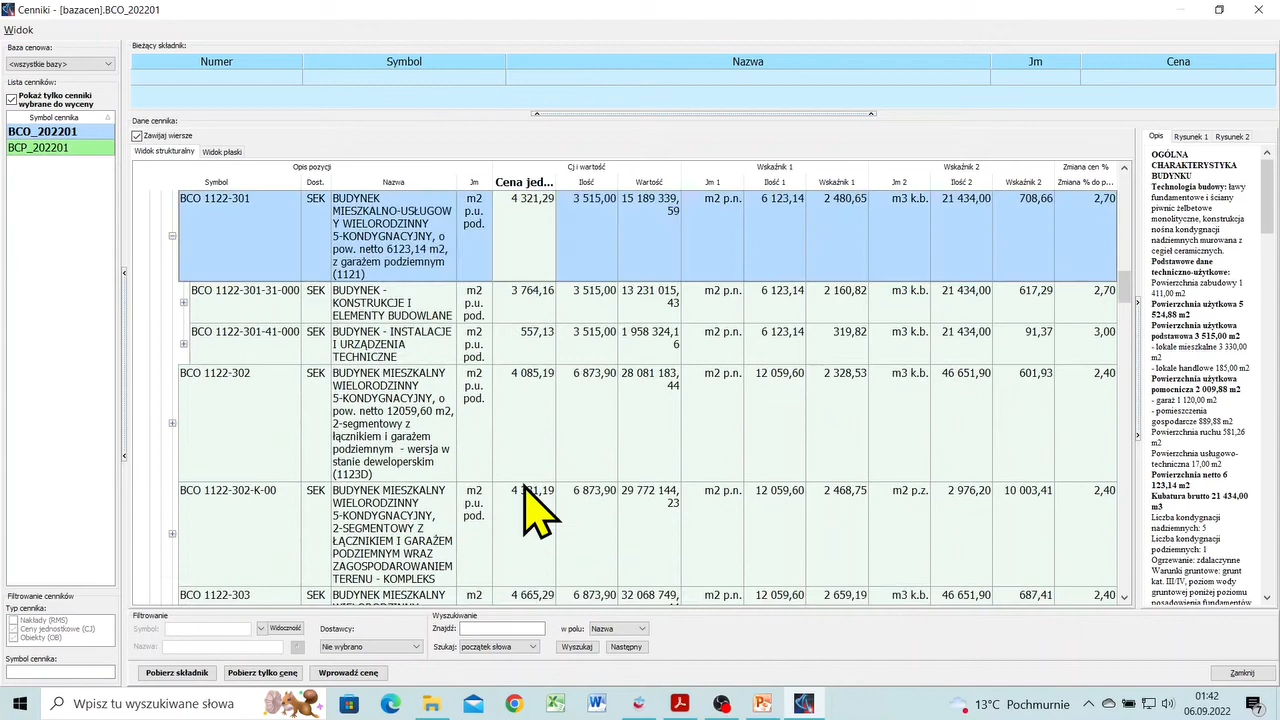 Cenniki - [bazacen].BCO_202201
Widok
Baza cenowa:
<wszystkie bazy>
Lista cenników:
Pokaż tylko cenniki
wybrane do wyceny
Symbol cennika
BCO_202201
BCP_202201
Filtrowanie cenników
Typ cennika:
Nakłady (RMS)
Ceny jednostkowe (CJ)
Obiekty (OB)
Symbol cennika:
Bieżący składnik:
Numer Symbol Nazwa Jm Cena
Dane cennika:
Zawijaj wiersze
Widok strukturalny Widok płaski
Opis pozycji Cj i wartość Wskaźnik 1 Wskaźnik 2 Zmiana cen %
Symbol Dost. Nazwa Jm Cena jed... Ilość Wartość Jm 1 Ilość 1 Wskaźnik 1 Jm 2 Ilość 2 Wskaźnik 2 Zmiana % do p...
BCO 1122-301 SEK BUDYNEK m2 4 321,29 3 515,00 15 189 339, m2 p.n. 6 123,14 2 480,65 m3 k.b. 21 434,00 708,66 2,70
MIESZKALNO-USŁUGOW p.u. 59
Y WIELORODZINNY pod.
5-KONDYGNACYJNY, o
pow. netto 6123,14 m2,
z garażem podziemnym
(1121)
BCO 1122-301-31-000 SEK BUDYNEK - m2 3 764,16 3 515,00 13 231 015, m2 p.n. 6 123,14 2 160,82 m3 k.b. 21 434,00 617,29 2,70
KONSTRUKCJE I p.u. 43
ELEMENTY BUDOWLANE pod.
BCO 1122-301-41-000 SEK BUDYNEK - INSTALACJE m2 557,13 3 515,00 1 958 324,1 m2 p.n. 6 123,14 319,82 m3 k.b. 21 434,00 91,37 3,00
I URZĄDZENIA p.u. 6
TECHNICZNE pod.
BCO 1122-302 SEK BUDYNEK MIESZKALNY m2 4 085,19 6 873,90 28 081 183, m2 p.n. 12 059,60 2 328,53 m3 k.b. 46 651,90 601,93 2,40
WIELORODZINNY p.u. 44
5-KONDYGNACYJNY, o pod.
pow. netto 12059,60 m2,
2-segmentowy z
łącznikiem i garażem
podziemnym - wersja w
stanie deweloperskim
(1123D)
BCO 1122-302-K-00 SEK BUDYNEK MIESZKALNY m2 6 873,90 29 772 144, m2 p.n. 12 059,60 2 468,75 m2 p.z. 2 976,20 10 003,41 2,40
WIELORODZINNY p.u. 23
5-KONDYGNACYJNY, pod.
2-SEGMENTOWY Z
ŁĄCZNIKIEM I GARAŻEM
PODZIEMNYM WRAZ
ZAGOSPODAROWANIEM
TERENU - KOMPLEKS
BCO 1122-303 SEK BUDYNEK MIESZKALNY m2 4 665,29 6 873,90 32 068 749, m2 p.n. 12 059,60 2 659,19 m3 k.b. 46 651,90 687,41 2,40
Opis Rysunek 1 Rysunek 2
OGÓLNA
CHARAKTERYSTYKA
BUDYNKU
Technologia budowy: ławy
fundamentowe i ściany
piwnic żelbetowe
monolityczne, konstrukcja
nośna kondygnacji
nadziemnych murowana z
cegieł ceramicznych.
Podstawowe dane
techniczno-użytkowe:
Powierzchnia zabudowy 1
411,00 m2
Powierzchnia użytkowa 5
524,88 m2
Powierzchnia użytkowa
podstawowa 3 515,00 m2
- lokale mieszkalne 3 330,00
m2
- lokale handlowe 185,00 m2
Powierzchnia użytkowa
pomocnicza 2 009,88 m2
- garaż 1 120,00 m2
- pomieszczenia
gospodarcze 889,88 m2
Powierzchnia ruchu 581,26
m2
Powierzchnia usługowo-
techniczna 17,00 m2
Powierzchnia netto 6
123,14 m2
Kubatura brutto 21 434,00
m3
Liczba kondygnacji
nadziemnych: 5
Liczba kondygnacji
podziemnych: 1
Ogrzewanie: zdalaczynne
Warunki gruntowe: grunt
kat. III/IV, poziom wody
gruntowej poniżej poziomu
posadowienia fundamentów
Filtrowanie
Symbol: Widoczność
Nazwa:
Dostawcy:
Nie wybrano
Wyszukiwanie
Znajdź: w polu: Nazwa
Szukaj: początek słowa Wyszukaj Następny
Pobierz składnik Pobierz tylko cenę Wprowadź cenę Zamknij
Wpisz tu wyszukiwane słowa
13°C Pochmurnie
01:42
06.09.2022
7